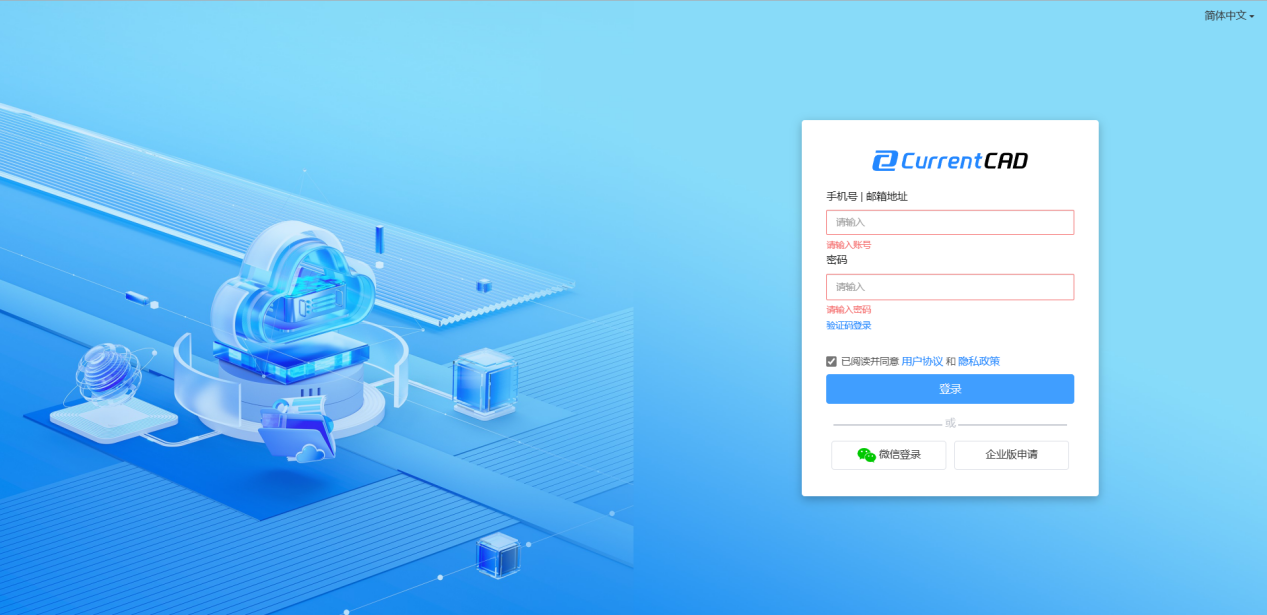 简体中文
CurrentCAD
手机号 | 邮箱地址
请输入
请输入账号
密码
请输入
请输入密码
验证码登录
已阅读并同意 用户协议 和 隐私政策
登录
或
微信登录 企业版申请